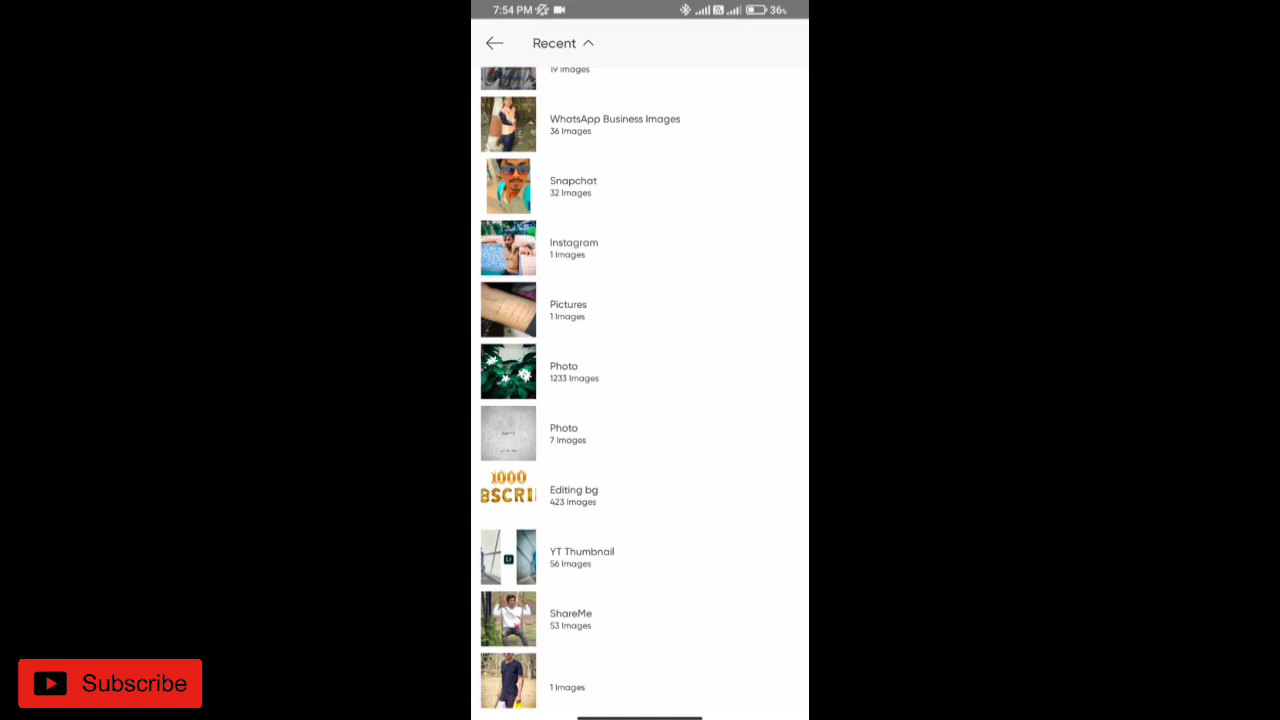 7:54 PM
36%
Recent
19 Images
WhatsApp Business Images
36 Images
Snapchat
32 Images
Instagram
1 Images
Pictures
1 Images
Photo
1233 Images
Photo
7 Images
1000
BSCRI
Editing bg
423 Images
Lr
YT Thumbnail
56 Images
ShareMe
53 Images
1 Images
Subscribe